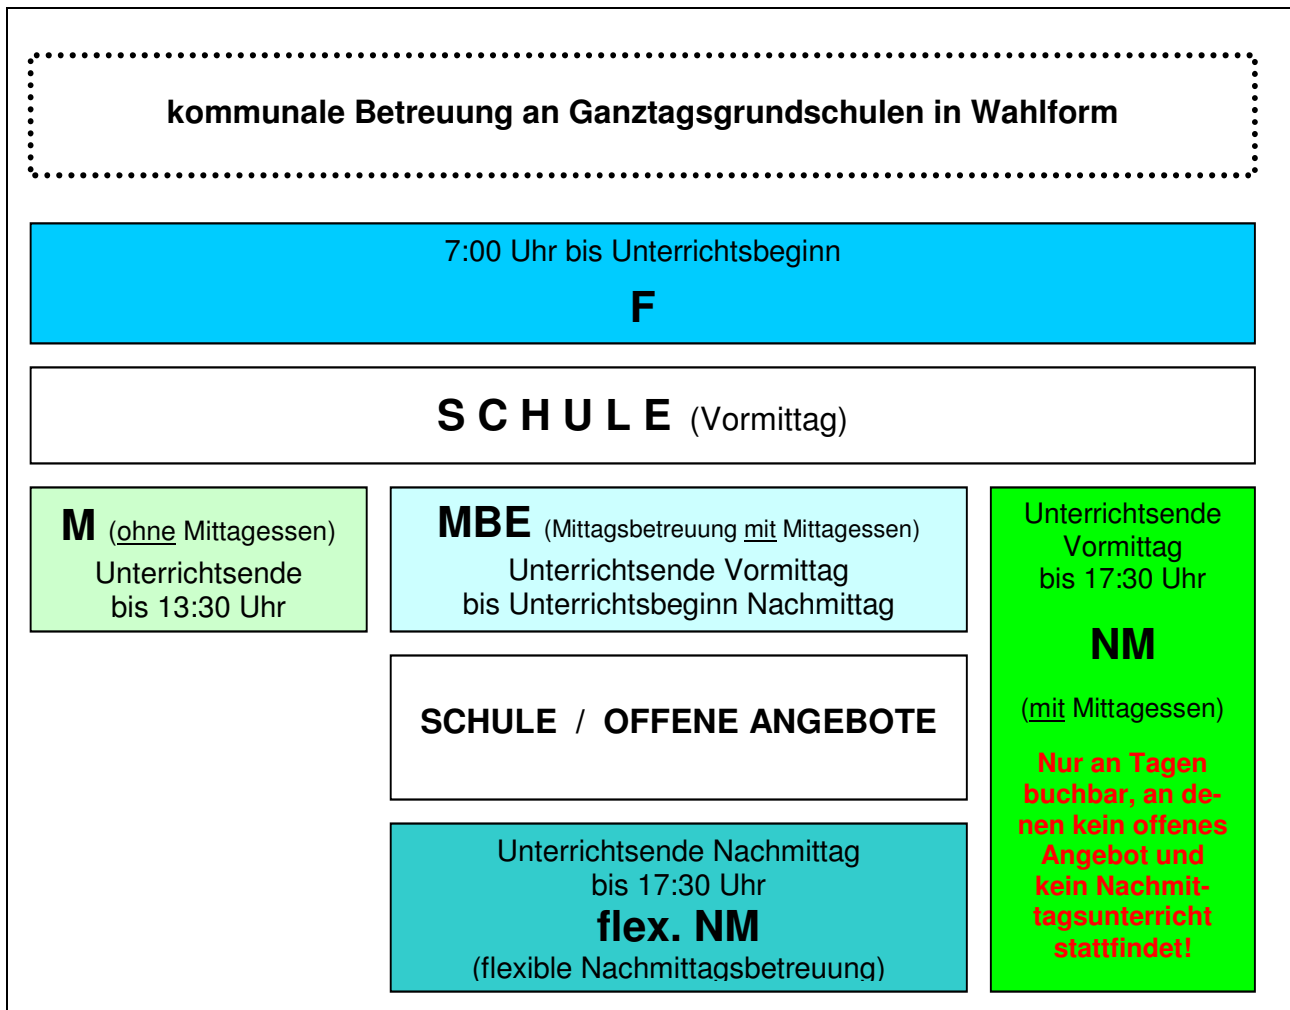 kommunale Betreuung an Ganztagsgrundschulen in Wahlform
7:00 Uhr bis Unterrichtsbeginn
F
S C H U L E (Vormittag)
M (ohne Mittagessen)
Unterrichtsende
bis 13:30 Uhr
MBE (Mittagsbetreuung mit Mittagessen)
Unterrichtsende Vormittag
bis Unterrichtsbeginn Nachmittag
SCHULE / OFFENE ANGEBOTE
Unterrichtsende Nachmittag
bis 17:30 Uhr
flex. NM
(flexible Nachmittagsbetreuung)
Unterrichtsende
Vormittag
bis 17:30 Uhr
NM
(mit Mittagessen)
Nur an Tagen
buchbar, an de-
nen kein offenes
Angebot und
kein Nachmit-
tagsunterricht
stattfindet!